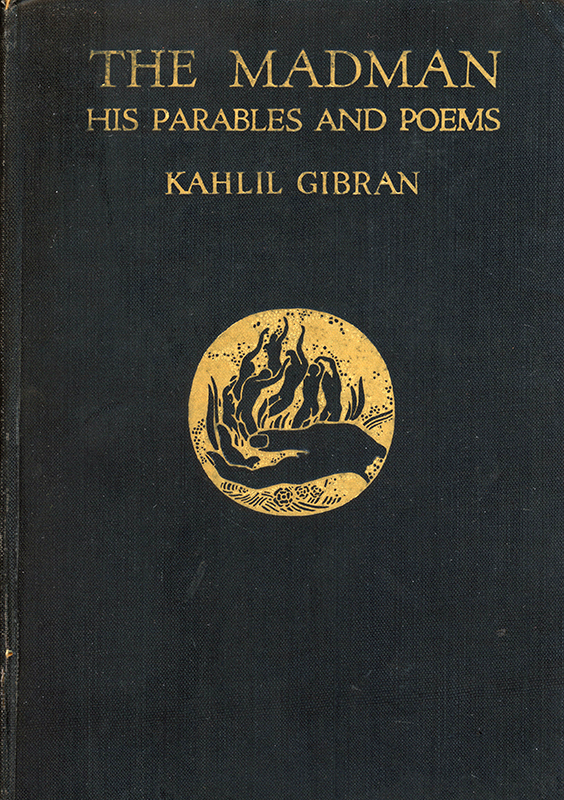 THE MADMAN
HIS PARABLES AND POEMS
KAHLIL GIBRAN